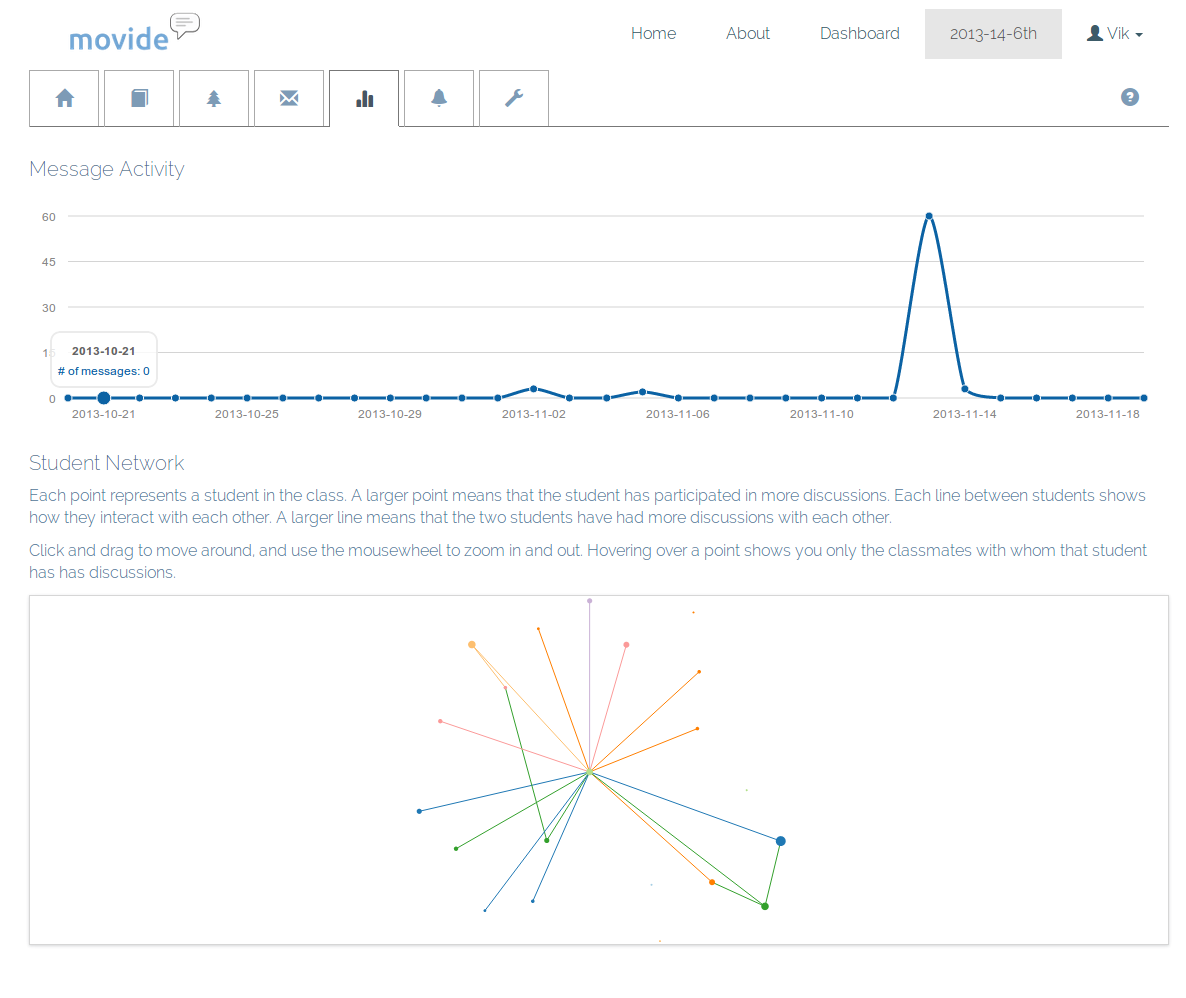 movide
Home About Dashboard 2013-14-6th Vik
Message Activity
60
45
30
2013-10-21
# of messages: 0
0
2013-10-21 2013-10-25 2013-10-29 2013-11-02 2013-11-06 2013-11-10 2013-11-14 2013-11-18
Student Network
Each point represents a student in the class. A larger point means that the student has participated in more discussions. Each line between students shows
how they interact with each other. A larger line means that the two students have had more discussions with each other.
Click and drag to move around, and use the mousewheel to zoom in and out. Hovering over a point shows you only the classmates with whom that student
has has discussions.